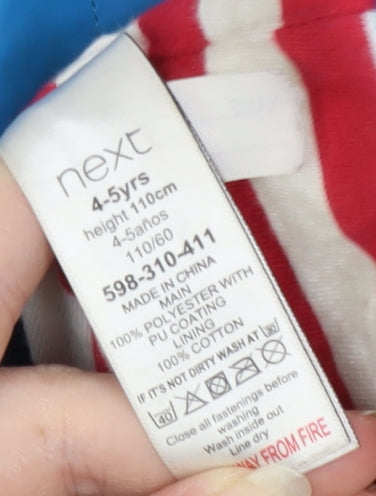 next
4-5yrs
height 110cm
4-5años
110/60
598-310-411
MADE IN CHINA
MAIN
100% POLYESTER WITH
PU COATING
LINING
100% COTTON
IF IT'S NOT DIRTY WASH AT 30
40
Close all fastenings before
washing
Wash inside out
Line dry
AWAY FROM FIRE